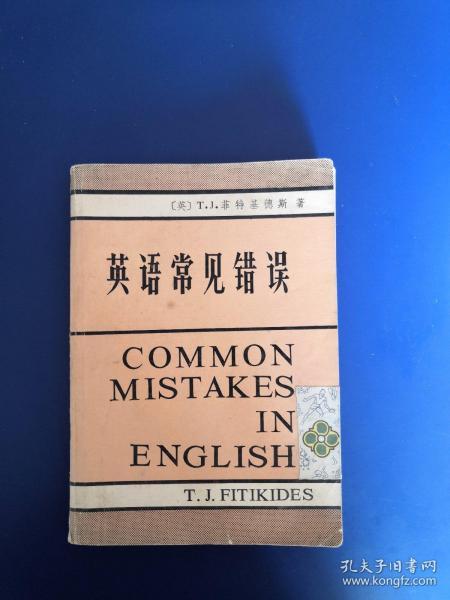 〔英〕T.J.菲特基德斯 著
英语常见错误
COMMON
MISTAKES
IN
ENGLISH
T. J. FITIKIDES
孔夫子旧书网
www.kongfz.com